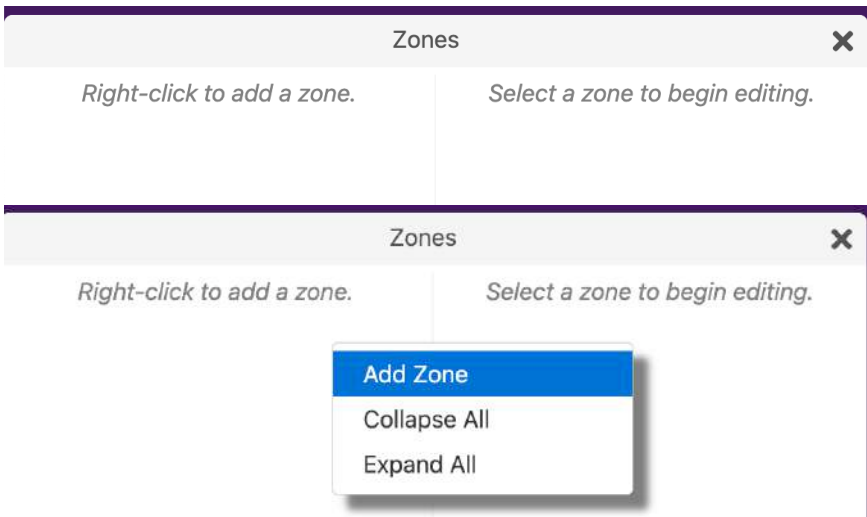 Zones
Right-click to add a zone.
Select a zone to begin editing.
Zones
Right-click to add a zone.
Select a zone to begin editing.
Add Zone
Collapse All
Expand All